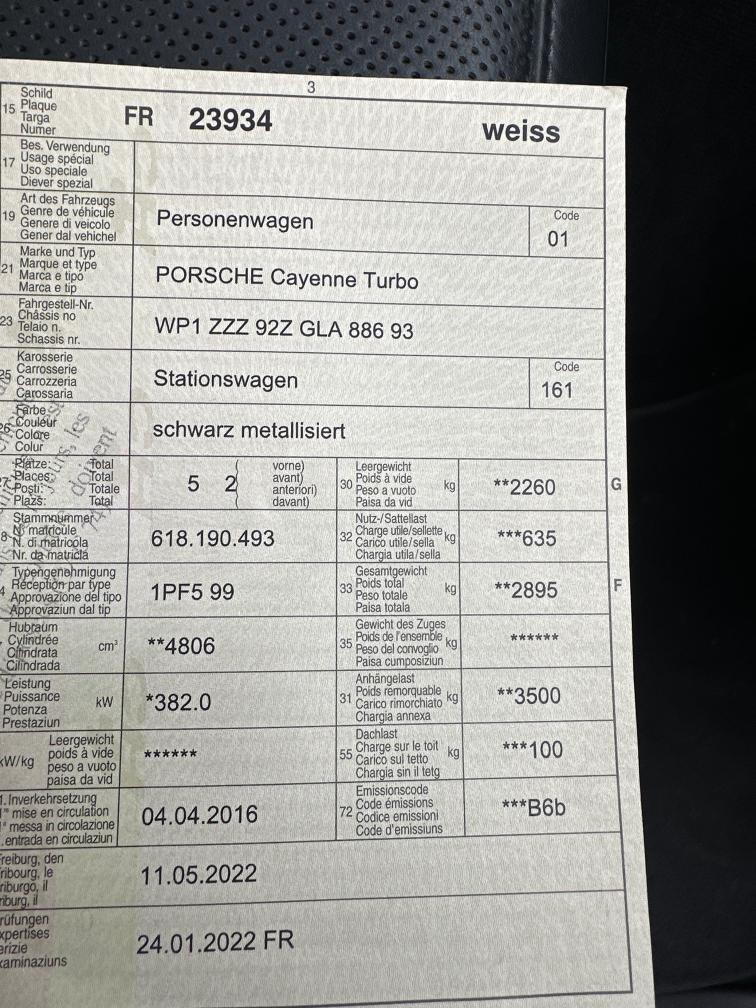 3
15 Schild
Plaque
Targa
Numer
FR 23934 weiss
17 Bes. Verwendung
Usage spécial
Uso speciale
Diever spezial
19 Art des Fahrzeugs
Genre de véhicule
Genere di veicolo
Gener dal vehichel
Personenwagen
Code
01
21 Marke und Typ
Marque et type
Marca e tipo
Marca e tip
PORSCHE Cayenne Turbo
23 Fahrgestell-Nr.
Châssis no
Telaio n.
Schassis nr.
WP1 ZZZ 92Z GLA 886 93
25 Karosserie
Carrosserie
Carrozzeria
Carossaria
Stationswagen
Code
161
26 Farbe
Couleur
Colore
Colur
schwarz metallisiert
Plätze: Total
Places: Total
Posti: Totale
Plazs: Total
5 2
vorne)
avant)
anteriori)
davant)
30 Leergewicht
Poids à vide
Peso a vuoto
Paisa da vid
kg
**2260
G
Stammnummer
N° matricule
N. di matricola
Nr. da matricla
618.190.493
32 Nutz-/Sattellast
Charge utile/sellette
Carico utile/sella
Chargia utila/sella
kg
***635
Typengenehmigung
Réception par type
Approvazione del tipo
Approvaziun dal tip
1PF5 99
33 Gesamtgewicht
Poids total
Peso totale
Paisa totala
kg
**2895
F
Hubraum
Cylindrée
Cilindrata
Cilindrada
cm³
**4806
35 Gewicht des Zuges
Poids de l'ensemble
Peso del convoglio
Paisa cumposiziun
kg
******
Leistung
Puissance
Potenza
Prestaziun
kW
*382.0
31 Anhängelast
Poids remorquable
Carico rimorchiato
Chargia annexa
kg
**3500
kW/kg
Leergewicht
poids à vide
peso a vuoto
paisa da vid
******
55 Dachlast
Charge sur le toit
Carico sul tetto
Chargia sin il tetg
kg
***100
1. Inverkehrsetzung
1re mise en circulation
1a messa in circolazione
entrada en circulaziun
04.04.2016
72 Emissionscode
Code émissions
Codice emissioni
Code d'emissiuns
***B6b
Freiburg, den
Fribourg, le
riburgo, il
riburg, il
11.05.2022
rüfungen
xpertises
erizie
xaminaziuns
24.01.2022 FR